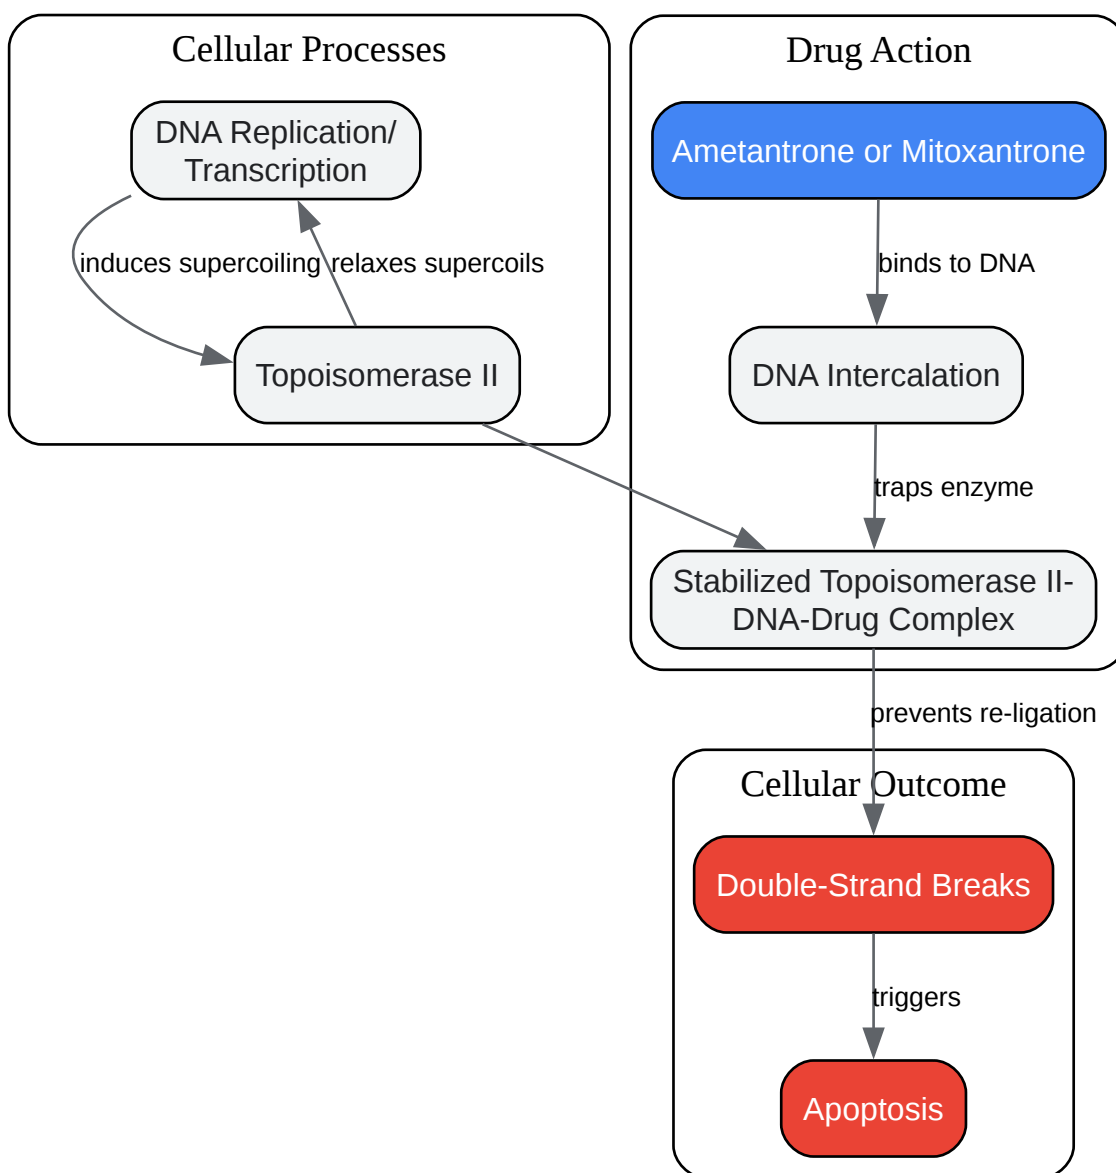 Cellular Processes
DNA Replication/
Transcription
induces supercoiling
relaxes supercoils
Topoisomerase II
Drug Action
Ametantrone or Mitoxantrone
binds to DNA
DNA Intercalation
traps enzyme
Stabilized Topoisomerase II-
DNA-Drug Complex
prevents re-ligation
Cellular Outcome
Double-Strand Breaks
triggers
Apoptosis